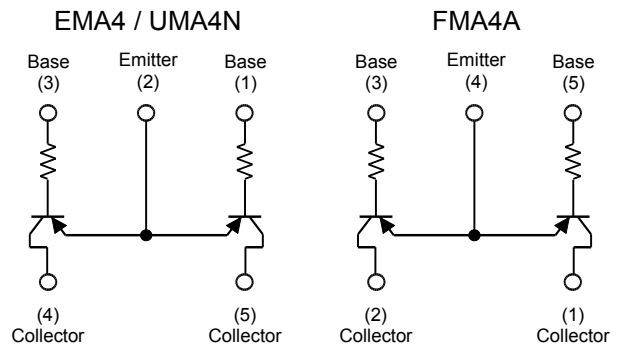 EMA4 / UMA4N
FMA4A
Base
(3)
Emitter
(2)
Base
(1)
Base
(3)
Emitter
(4)
Base
(5)
(4)
Collector
(5)
Collector
(2)
Collector
(1)
Collector